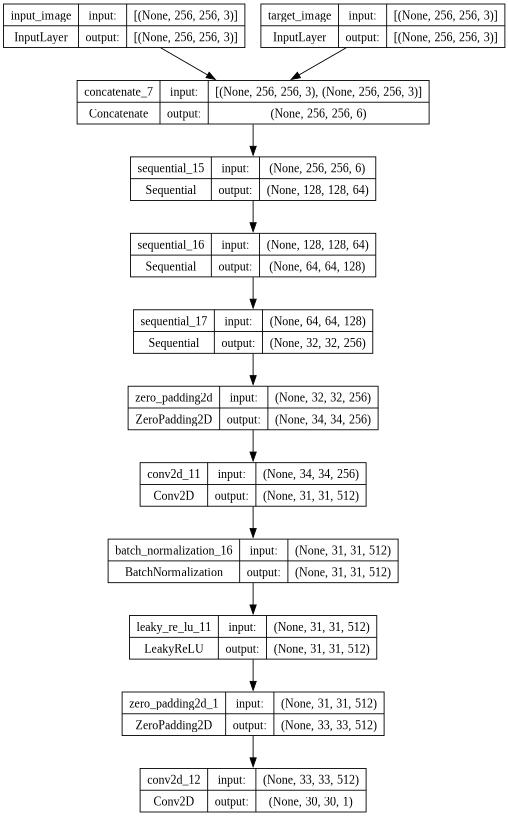 input_image input: [(None, 256, 256, 3)] target_image input: [(None, 256, 256, 3)]
InputLayer output: [(None, 256, 256, 3)] InputLayer output: [(None, 256, 256, 3)]
concatenate_7 input: [(None, 256, 256, 3), (None, 256, 256, 3)]
Concatenate output: (None, 256, 256, 6)
sequential_15 input: (None, 256, 256, 6)
Sequential output: (None, 128, 128, 64)
sequential_16 input: (None, 128, 128, 64)
Sequential output: (None, 64, 64, 128)
sequential_17 input: (None, 64, 64, 128)
Sequential output: (None, 32, 32, 256)
zero_padding2d input: (None, 32, 32, 256)
ZeroPadding2D output: (None, 34, 34, 256)
conv2d_11 input: (None, 34, 34, 256)
Conv2D output: (None, 31, 31, 512)
batch_normalization_16 input: (None, 31, 31, 512)
BatchNormalization output: (None, 31, 31, 512)
leaky_re_lu_11 input: (None, 31, 31, 512)
LeakyReLU output: (None, 31, 31, 512)
zero_padding2d_1 input: (None, 31, 31, 512)
ZeroPadding2D output: (None, 33, 33, 512)
conv2d_12 input: (None, 33, 33, 512)
Conv2D output: (None, 30, 30, 1)